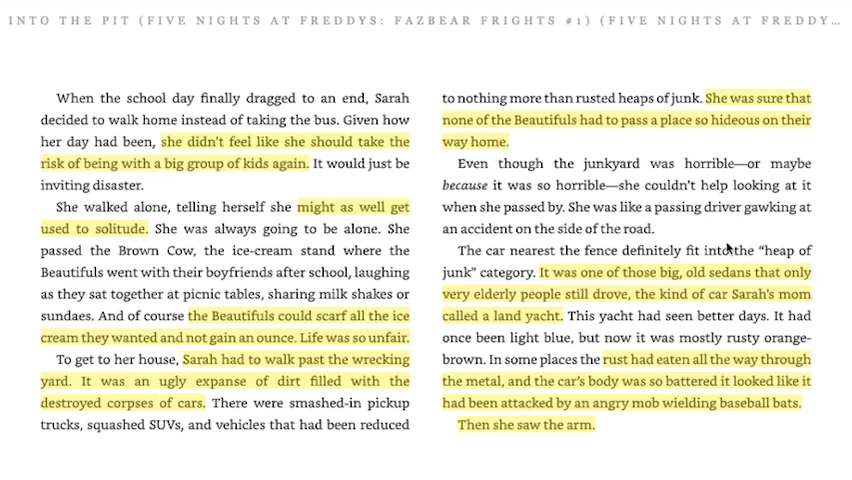 INTO THE PIT (FIVE NIGHTS AT FREDDYS: FAZBEAR FRIGHTS #1) (FIVE NIGHTS AT FREDDY...
When the school day finally dragged to an end, Sarah
decided to walk home instead of taking the bus. Given how
her day had been, she didn't feel like she should take the
risk of being with a big group of kids again. It would just be
inviting disaster.
She walked alone, telling herself she might as well get
used to solitude. She was always going to be alone. She
passed the Brown Cow, the ice-cream stand where the
Beautifuls went with their boyfriends after school, laughing
as they sat together at picnic tables, sharing milk shakes or
sundaes. And of course the Beautifuls could scarf all the ice
cream they wanted and not gain an ounce. Life was so unfair.
To get to her house, Sarah had to walk past the wrecking
yard. It was an ugly expanse of dirt filled with the
destroyed corpses of cars. There were smashed-in pickup
trucks, squashed SUVs, and vehicles that had been reduced
to nothing more than rusted heaps of junk. She was sure that
none of the Beautifuls had to pass a place so hideous on their
way home.
Even though the junkyard was horrible—or maybe
because it was so horrible—she couldn't help looking at it
when she passed by. She was like a passing driver gawking at
an accident on the side of the road.
The car nearest the fence definitely fit into the "heap of
junk" category. It was one of those big, old sedans that only
very elderly people still drove, the kind of car Sarah's mom
called a land yacht. This yacht had seen better days. It had
once been light blue, but now it was mostly rusty orange-
brown. In some places the rust had eaten all the way through
the metal, and the car's body was so battered it looked like it
had been attacked by an angry mob wielding baseball bats.
Then she saw the arm.